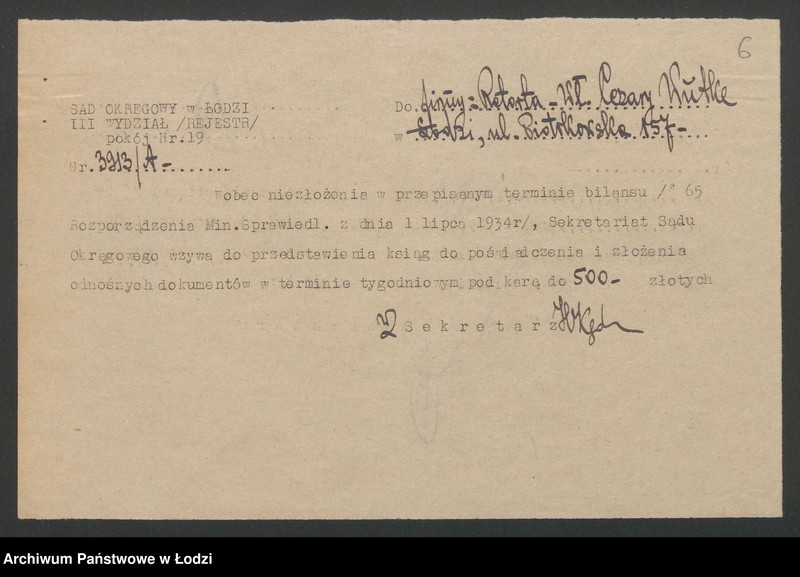 6
SĄD OKRĘGOWY w ŁODZI
III WYDZIAŁ /REJESTR/
pokój Nr.19
Nr. 3913/A-........
Do firmy: Retorta - Wł. Cezary Wutke
w Łodzi, ul. Piotrkowska 157-
Wobec niezłożenia w przepisanym terminie bilansu /§ 65
Rozporządzenia Min.Sprawiedl. z dnia 1 lipca 1934r/, Sekretariat Sądu
Okręgowego wzywa do przedstawienia ksiąg do poświadczenia i złożenia
odnośnych dokumentów w terminie tygodniowym pod karą do 500- złotych
S e k r e t a r z
Archiwum Państwowe w Łodzi